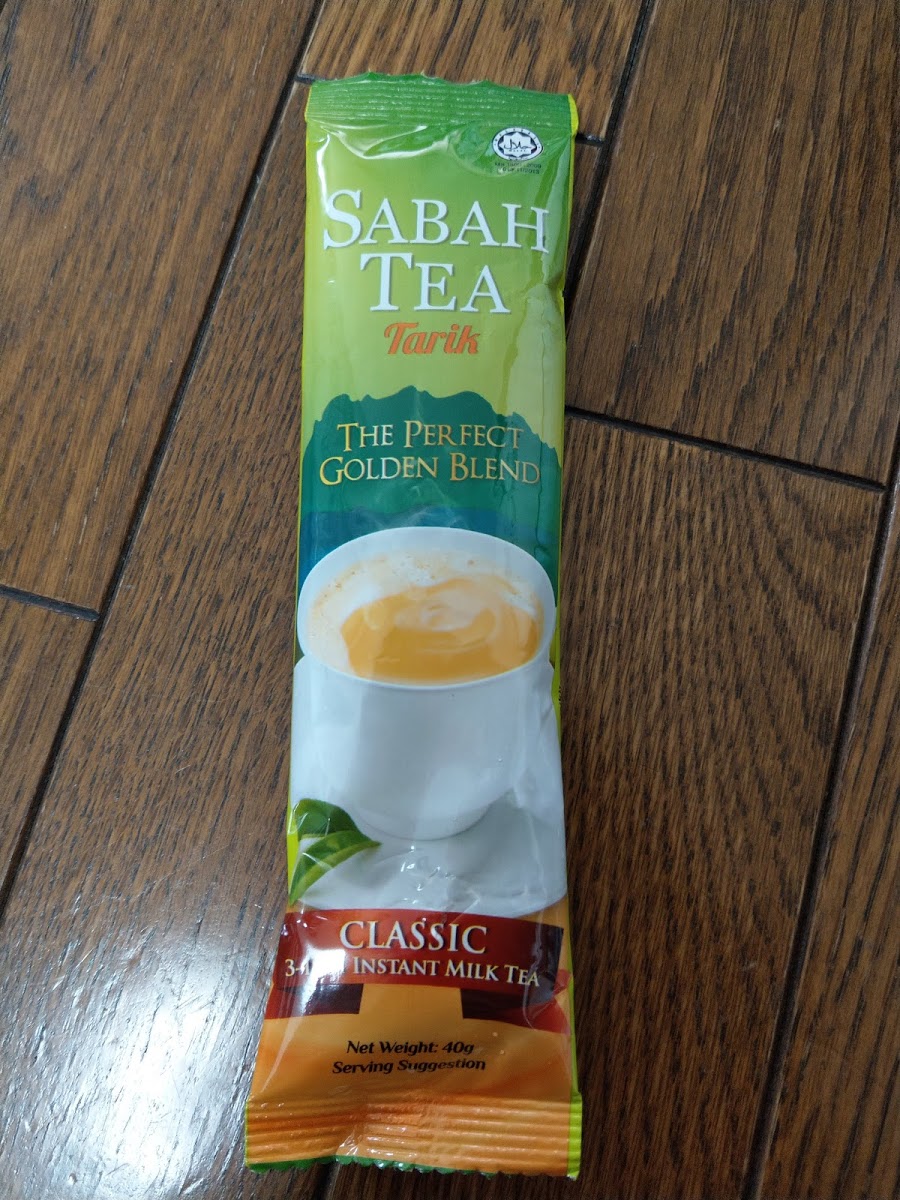 SABAH
TEA
Tarik
THE PERFECT
GOLDEN BLEND
CLASSIC
INSTANT MILK TEA
Net Weight: 40g
Serving Suggestion